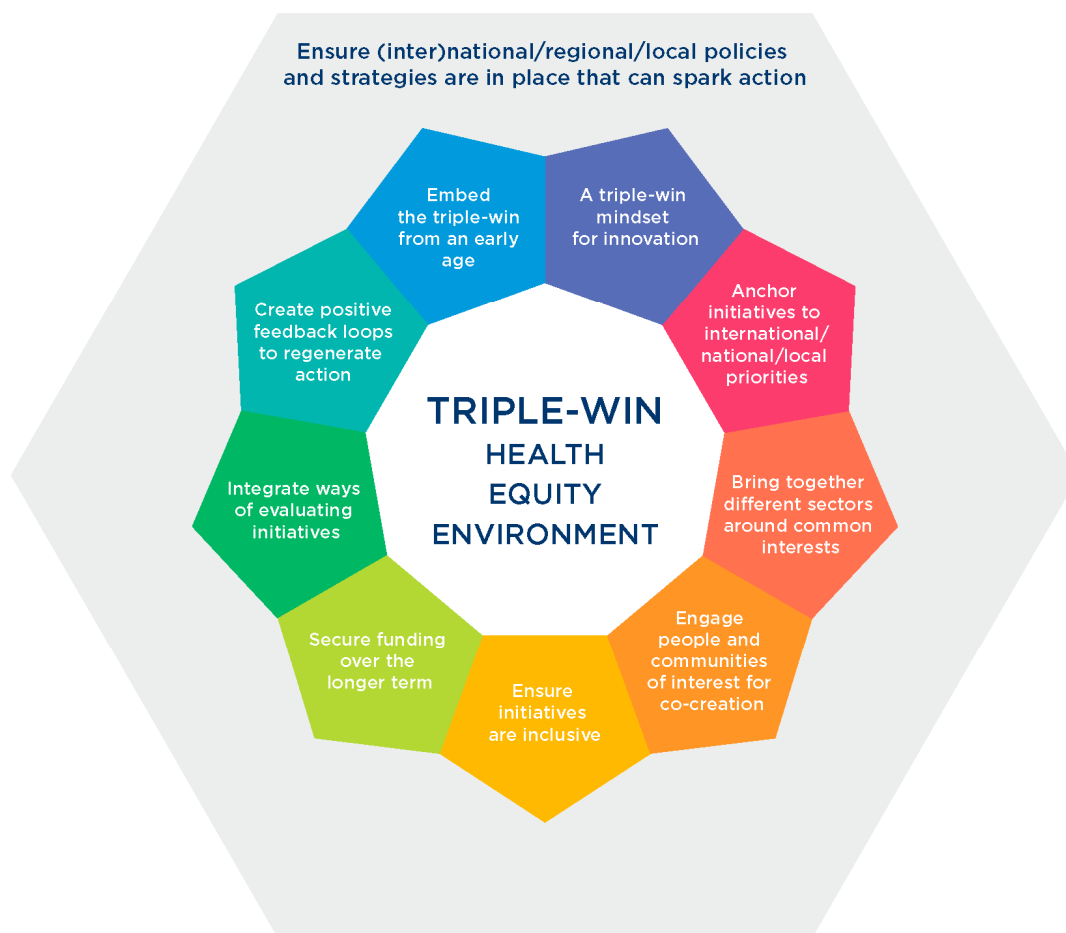 Ensure (inter)national/regional/local policies
and strategies are in place that can spark action
Embed
the triple-win
from an early
age
A triple-win
mindset
for innovation
Anchor
initiatives to
international/
national/local
priorities
Bring together
different sectors
around common
interests
Engage
people and
communities
of interest for
co-creation
Ensure
initiatives
are inclusive
Secure funding
over the
longer term
Integrate ways
of evaluating
initiatives
Create positive
feedback loops
to regenerate
action
TRIPLE-WIN
HEALTH
EQUITY
ENVIRONMENT